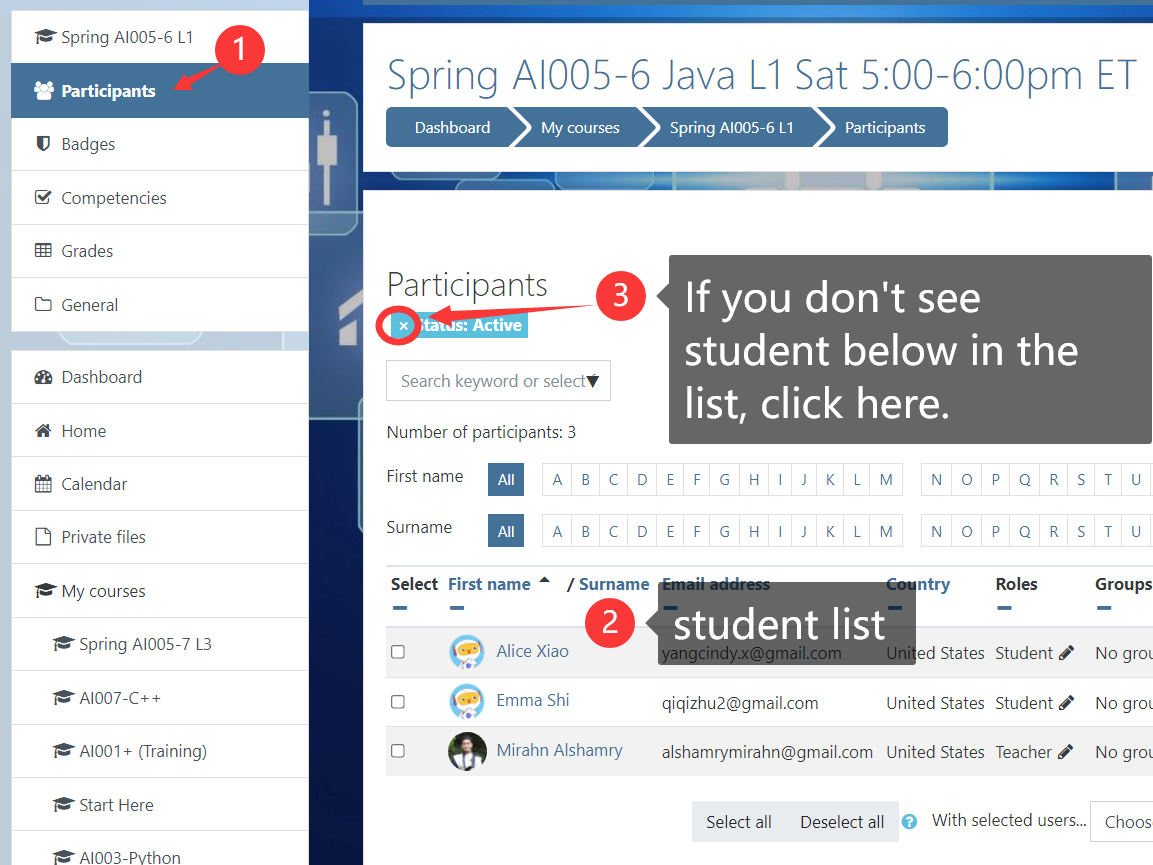 Spring AI005-6 L1
1
Participants
Badges
Competencies
Grades
General
Dashboard
Home
Calendar
Private files
My courses
Spring AI005-7 L3
AI007-C++
AI001+ (Training)
Start Here
AI003-Python
Spring AI005-6 Java L1 Sat 5:00-6:00pm ET
Dashboard My courses Spring AI005-6 L1 Participants
Participants
3
If you don't see
student below in the
list, click here.
× Status: Active
Search keyword or select f ▼
Number of participants: 3
First name All A B C D E F G H I J K L M N O P Q R S T U
Surname All A B C D E F G H I J K L M N O P Q R S T U
Select First name / Surname Email address Country Roles Groups
2
student list
Alice Xiao yangcindy.x@gmail.com United States Student No grou
Emma Shi qiqizhu2@gmail.com United States Student No grou
Mirahn Alshamry alshamrymirahn@gmail.com United States Teacher No grou
Select all Deselect all ? With selected users... Choos